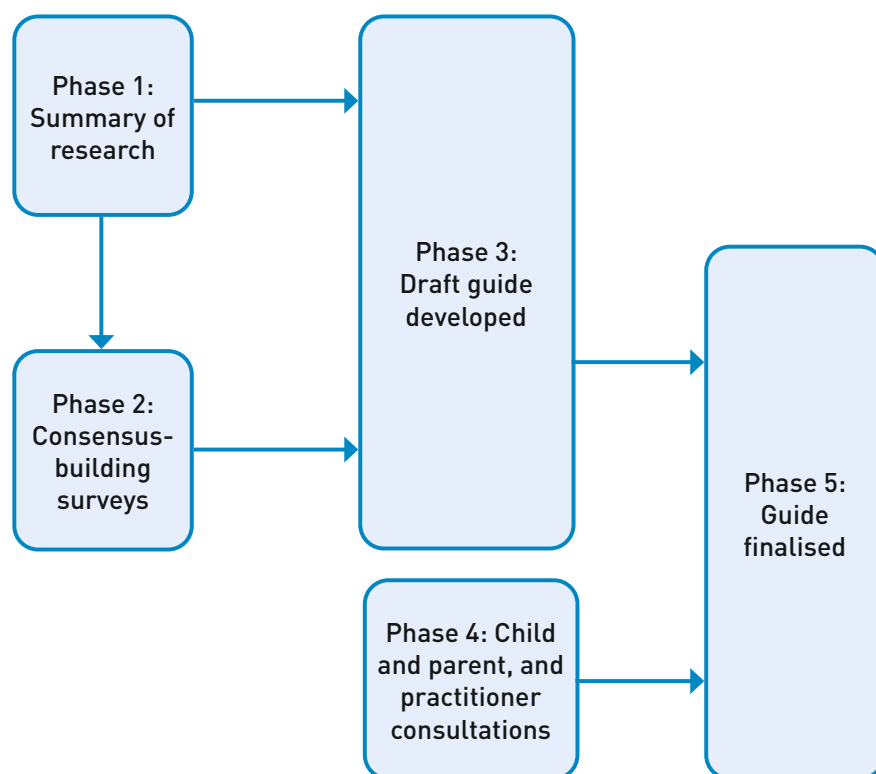 Phase 1:
Summary of
research
Phase 2:
Consensus-
building
surveys
Phase 3:
Draft guide
developed
Phase 4: Child
and parent, and
practitioner
consultations
Phase 5:
Guide
finalised